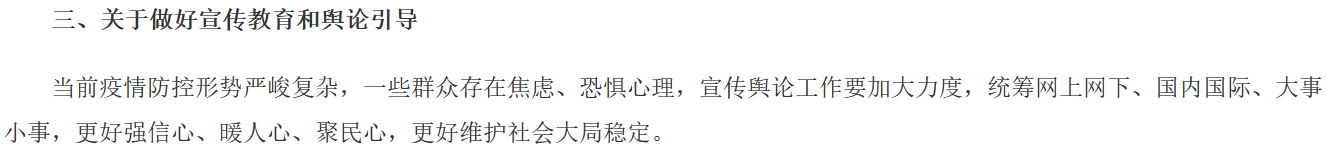 三、关于做好宣传教育和舆论引导
当前疫情防控形势严峻复杂，一些群众存在焦虑、恐惧心理，宣传舆论工作要加大力度，统筹网上网下、国内国际、大事
小事，更好强信心、暖人心、聚民心，更好维护社会大局稳定。